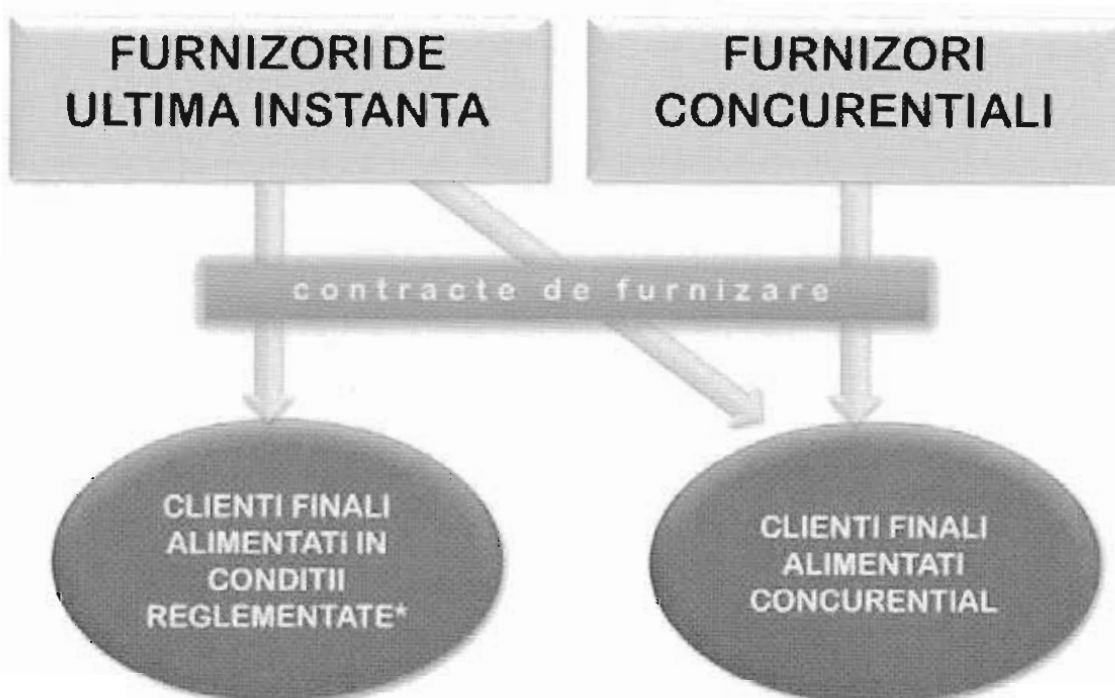 FURNIZORI DE
ULTIMA INSTANTA
FURNIZORI
CONCURENTIALI
contracte de furnizare
CLIENTI FINALI
ALIMENTATI IN
CONDITII
REGLEMENTATE*
CLIENTI FINALI
ALIMENTATI
CONCURENTIAL